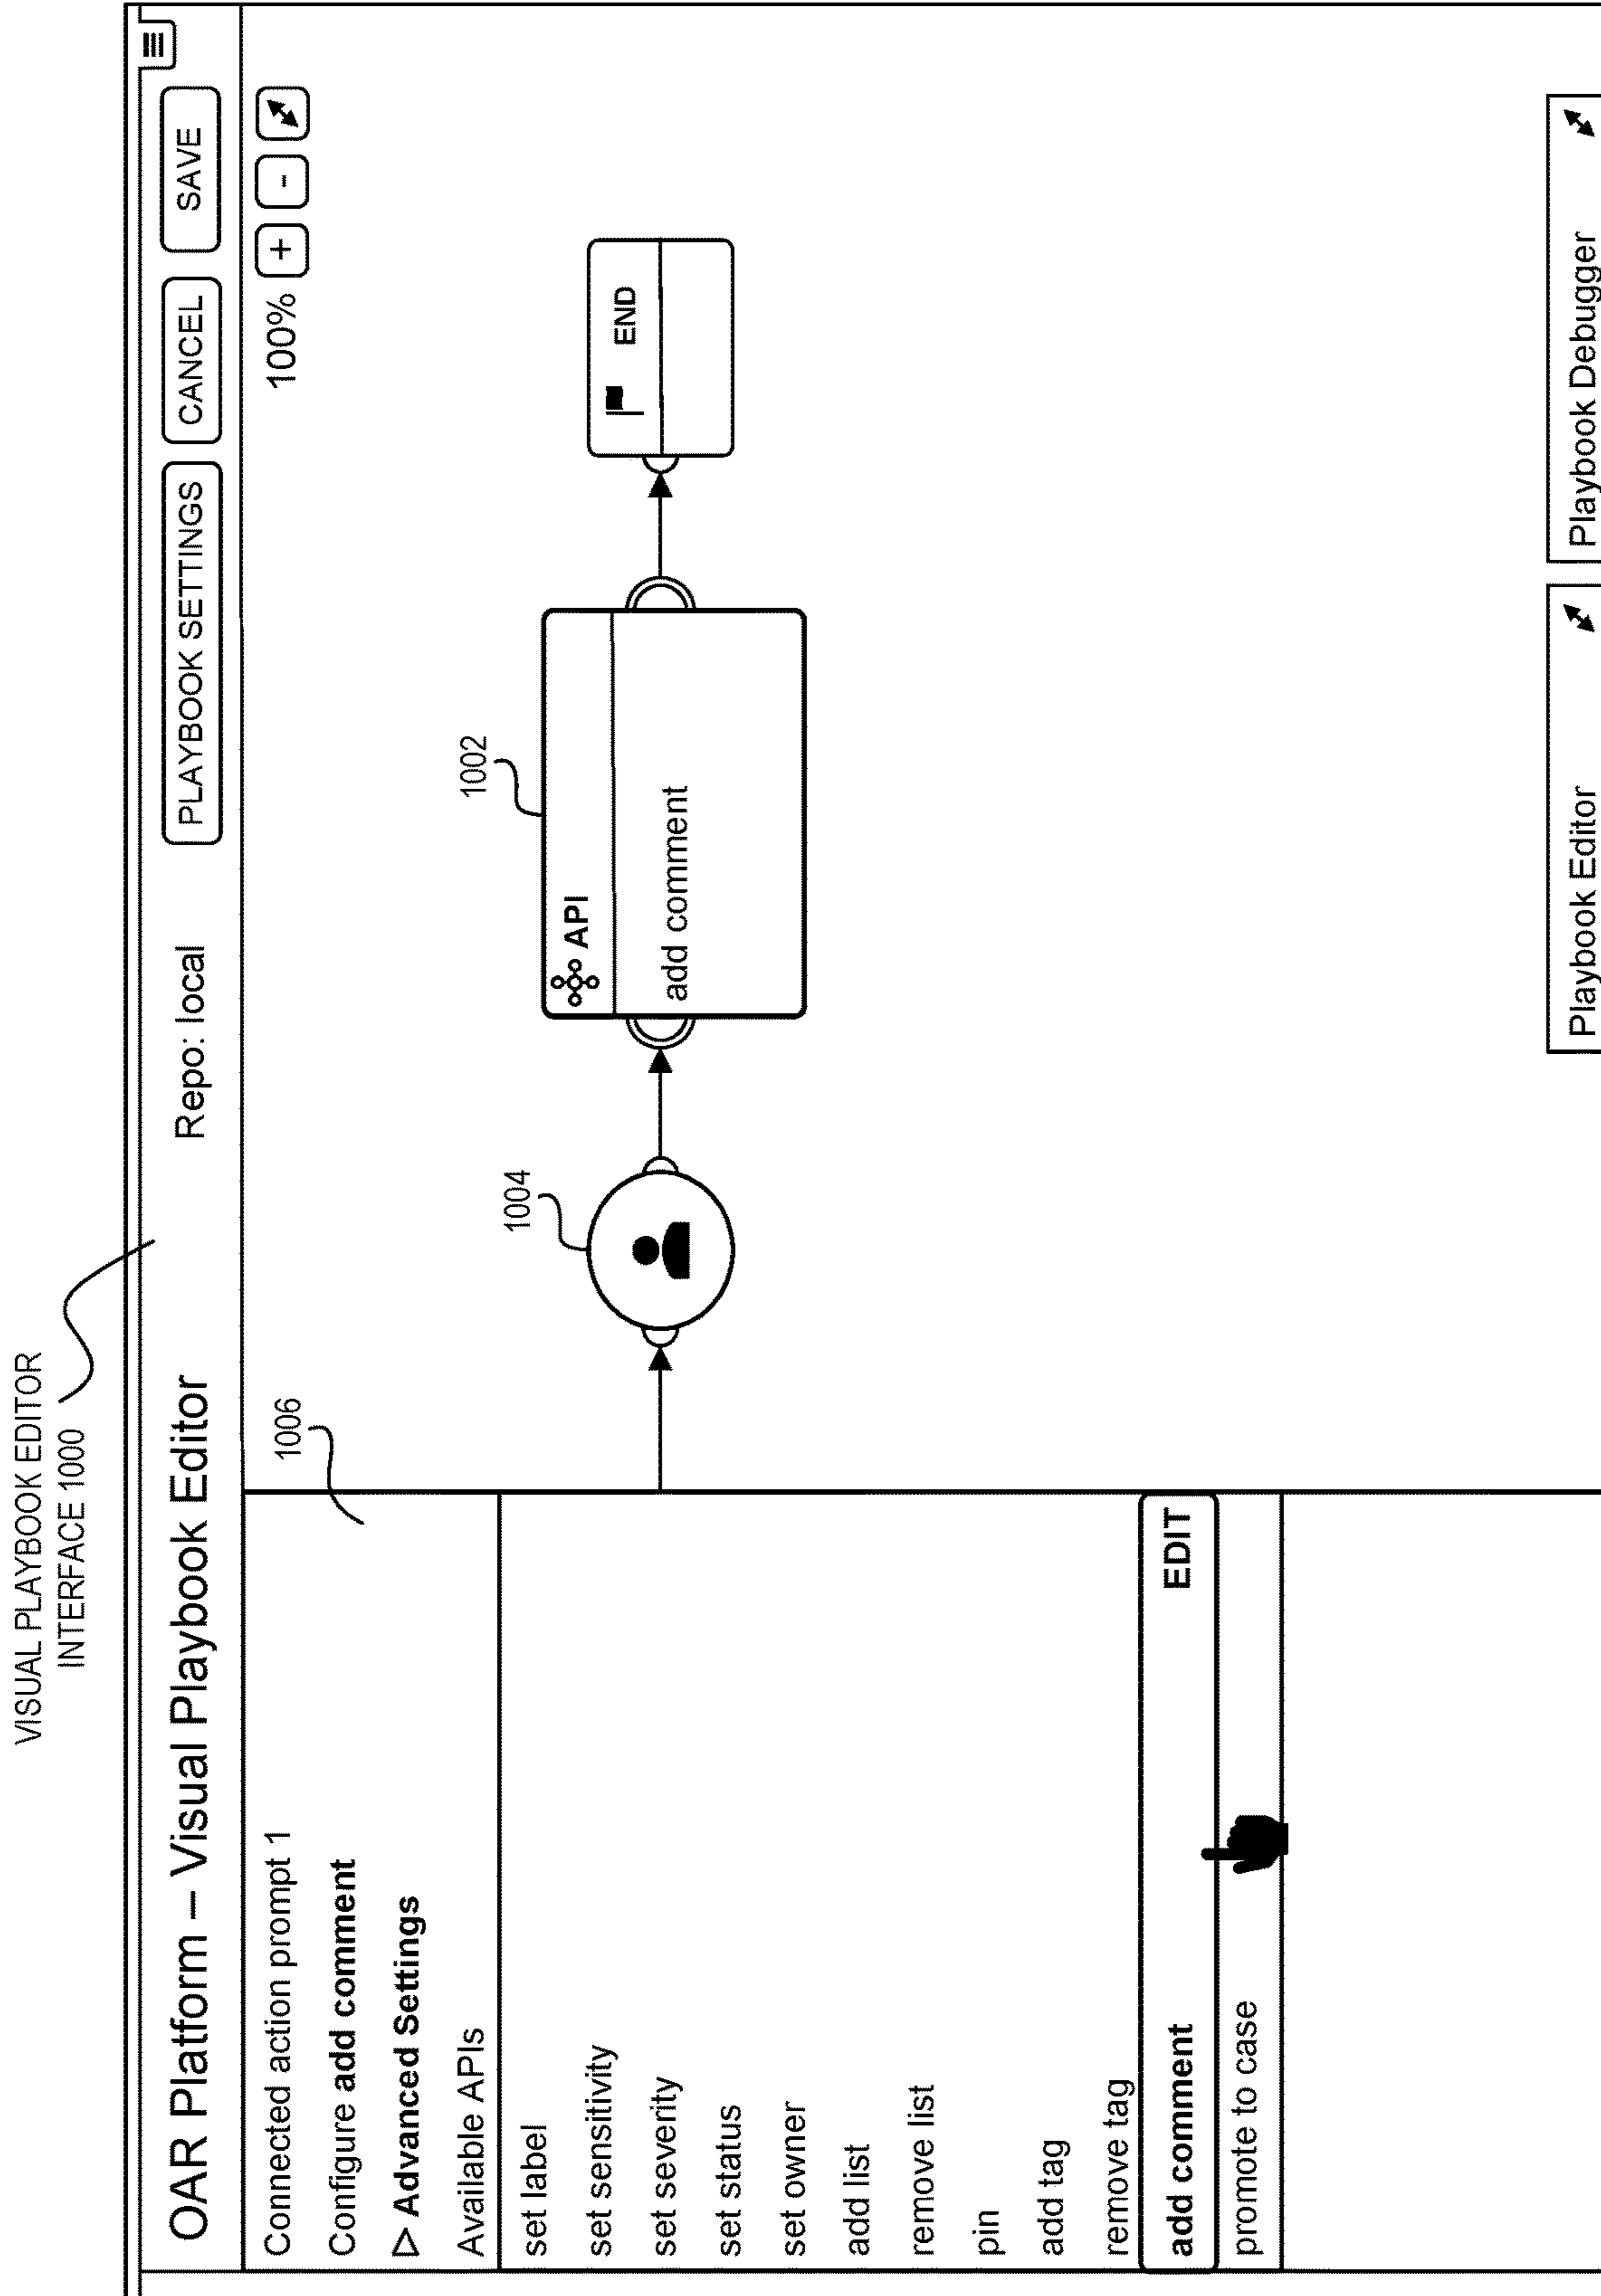 VISUAL PLAYBOOK EDITOR
INTERFACE 1000
OAR Platform – Visual Playbook Editor
Repo: local
PLAYBOOK SETTINGS
CANCEL
SAVE
100%
+
-
Connected action prompt 1
Configure add comment
▷ Advanced Settings
Available APIs
set label
set sensitivity
set severity
set status
set owner
add list
remove list
pin
add tag
remove tag
add comment EDIT
promote to case
1006
1004
1002
API
add comment
END
Playbook Editor
Playbook Debugger